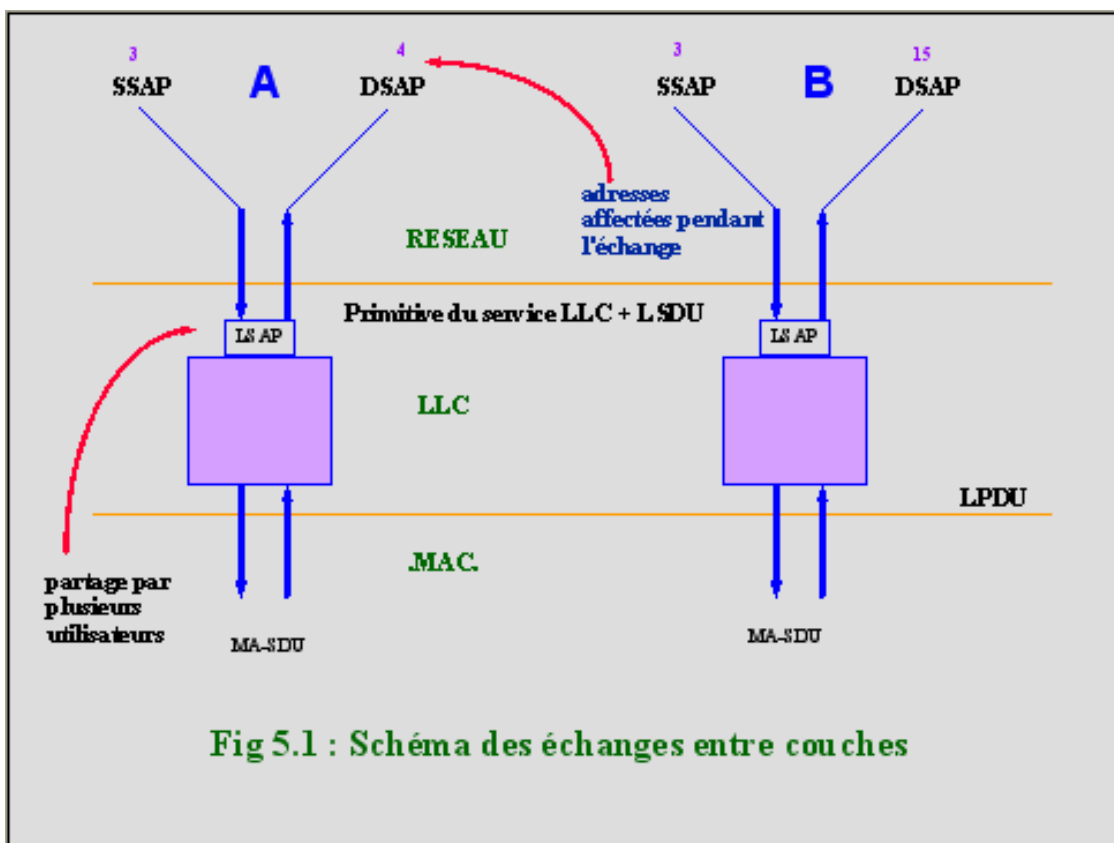 3
4
3
15
SSAP
A
DSAP
SSAP
B
DSAP
adresses
affectées pendant
l'échange
RESEAU
Primitive du service LLC + LSDU
LSAP
LSAP
LLC
LPDU
.MAC.
partage par
plusieurs
utilisateurs
MA-SDU
MA-SDU
Fig 5.1 : Schéma des échanges entre couches